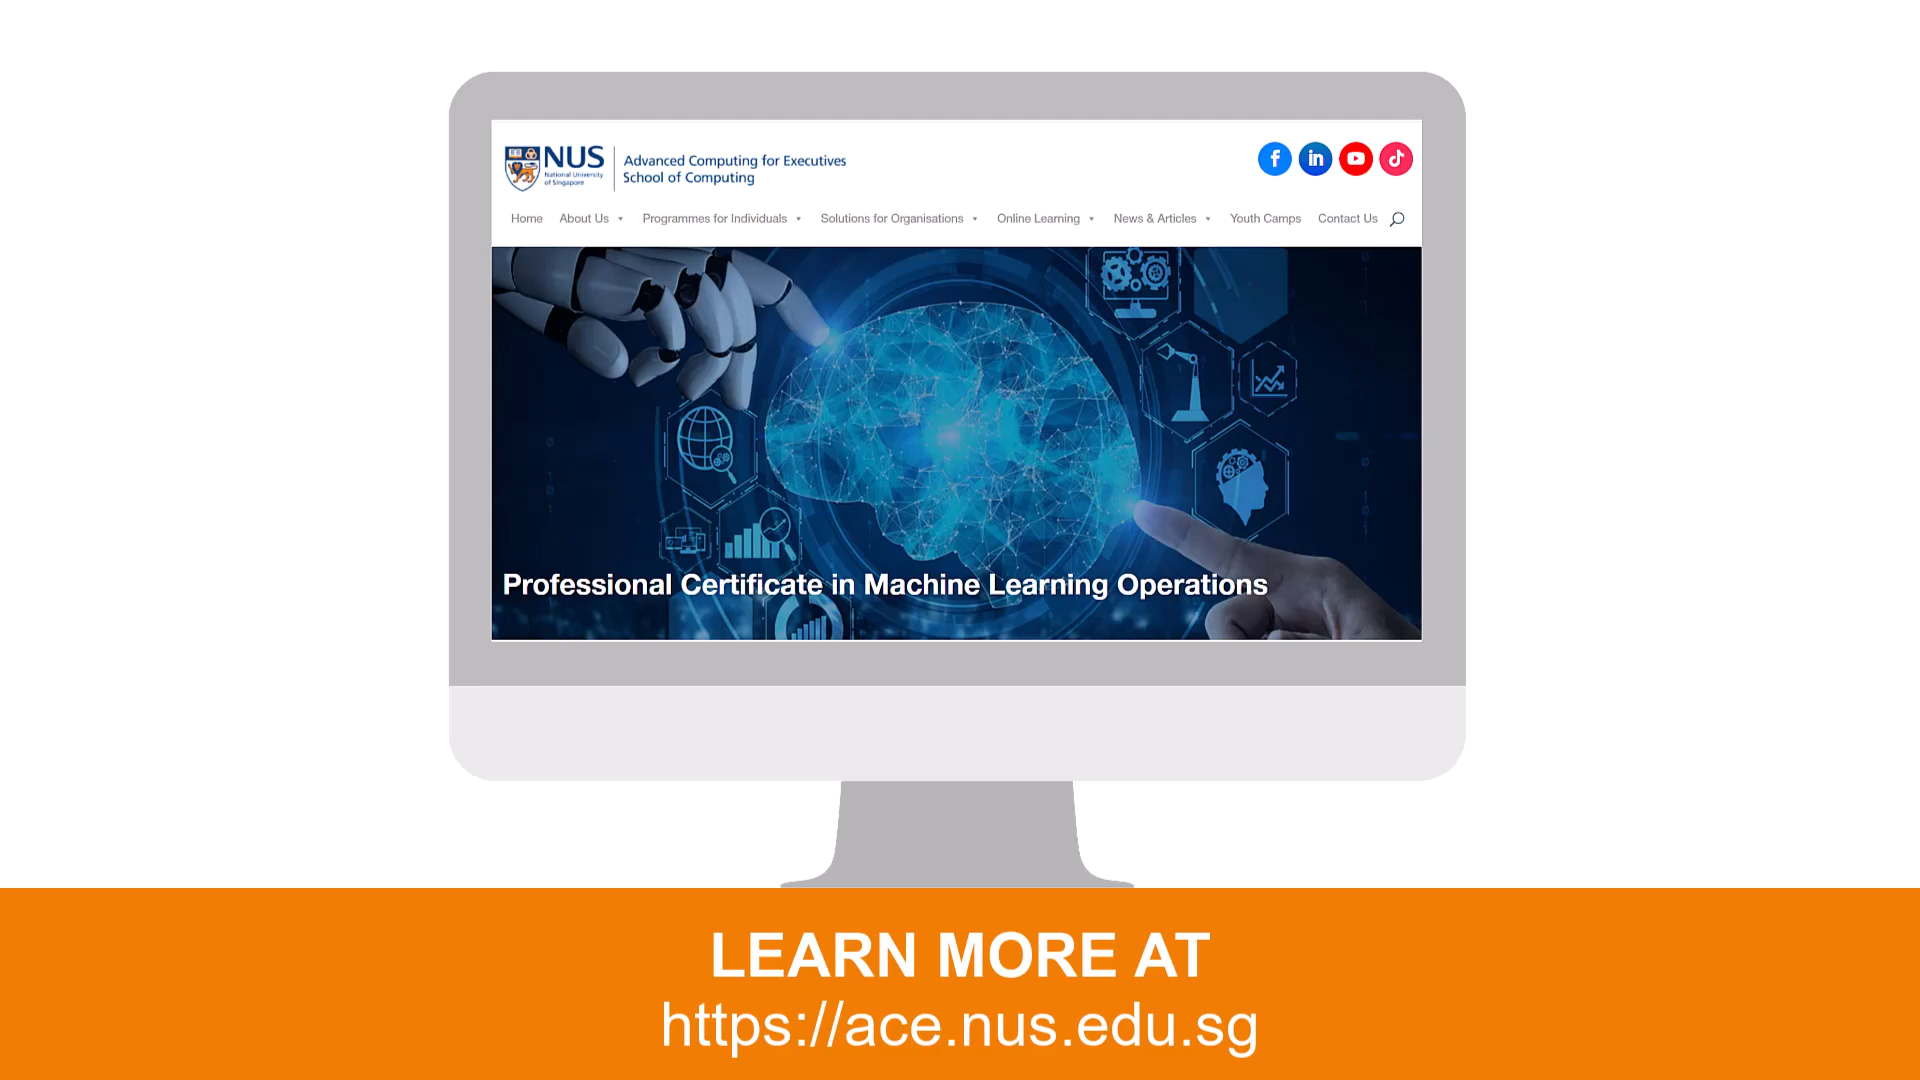 NUS
National University
of Singapore
Advanced Computing for Executives
School of Computing
Home About Us Programmes for Individuals Solutions for Organisations Online Learning News & Articles Youth Camps Contact Us
Professional Certificate in Machine Learning Operations
LEARN MORE AT
https://ace.nus.edu.sg